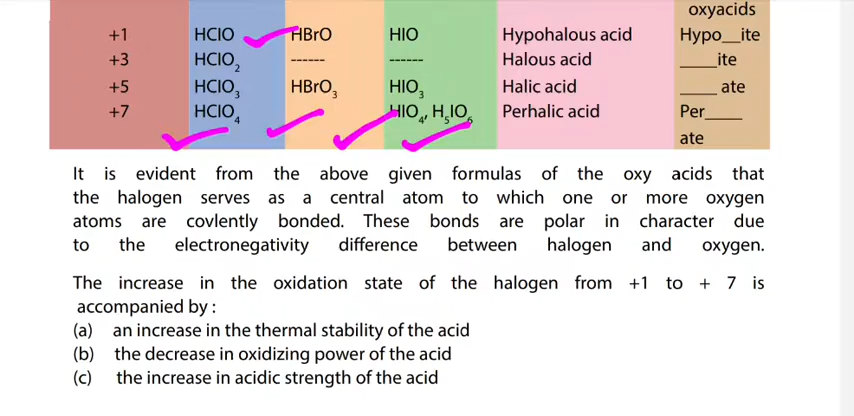 oxyacids
+1 HClO HBrO HIO Hypohalous acid Hypo__ite
+3 HClO₂ ------ ------ Halous acid ____ite
+5 HClO₃ HBrO₃ HIO₃ Halic acid ____ ate
+7 HClO₄ HIO₄, H₅IO₆ Perhalic acid Per____
ate
It is evident from the above given formulas of the oxy acids that
the halogen serves as a central atom to which one or more oxygen
atoms are covlently bonded. These bonds are polar in character due
to the electronegativity difference between halogen and oxygen.
The increase in the oxidation state of the halogen from +1 to + 7 is
accompanied by :
(a) an increase in the thermal stability of the acid
(b) the decrease in oxidizing power of the acid
(c) the increase in acidic strength of the acid